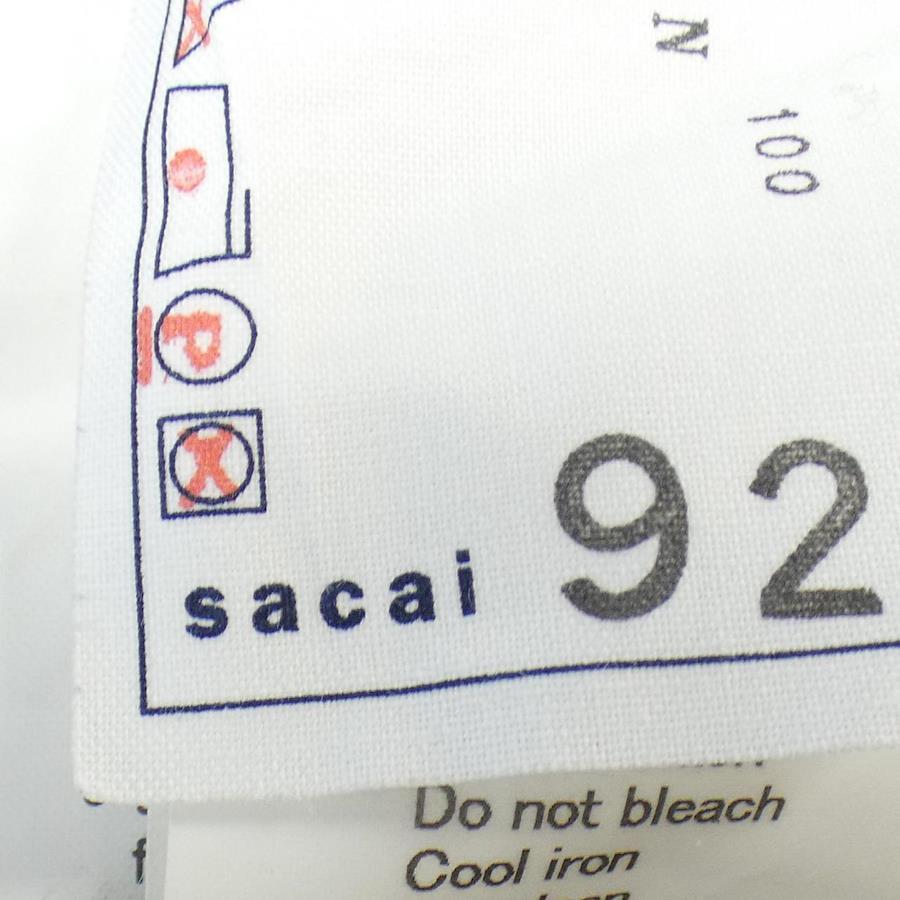 N
100
P
sacai 92
Do not bleach
Cool iron